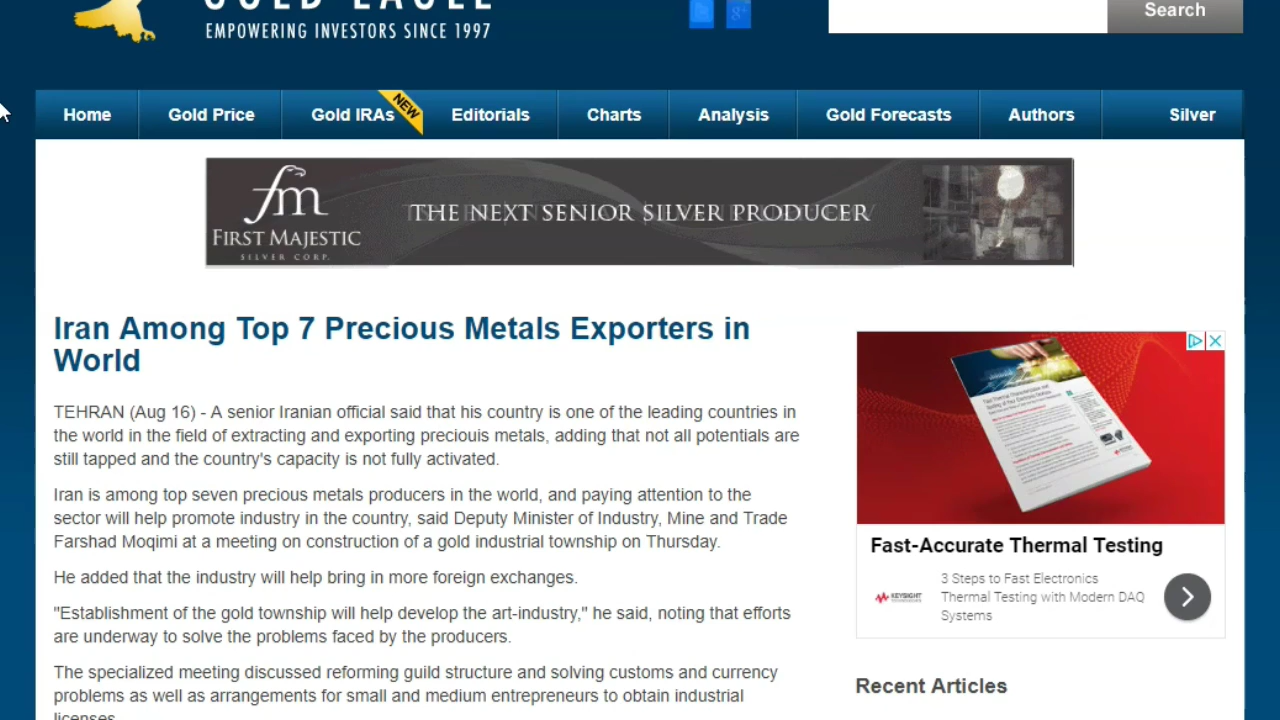 GOLD EAGLE
EMPOWERING INVESTORS SINCE 1997
Search
Home Gold Price Gold IRAs NEW Editorials Charts Analysis Gold Forecasts Authors Silver
fm
FIRST MAJESTIC
SILVER CORP.
THE NEXT SENIOR SILVER PRODUCER
Iran Among Top 7 Precious Metals Exporters in
World
TEHRAN (Aug 16) - A senior Iranian official said that his country is one of the leading countries in
the world in the field of extracting and exporting preciouis metals, adding that not all potentials are
still tapped and the country's capacity is not fully activated.
Iran is among top seven precious metals producers in the world, and paying attention to the
sector will help promote industry in the country, said Deputy Minister of Industry, Mine and Trade
Farshad Moqimi at a meeting on construction of a gold industrial township on Thursday.
He added that the industry will help bring in more foreign exchanges.
"Establishment of the gold township will help develop the art-industry," he said, noting that efforts
are underway to solve the problems faced by the producers.
The specialized meeting discussed reforming guild structure and solving customs and currency
problems as well as arrangements for small and medium entrepreneurs to obtain industrial
licenses
Fast-Accurate Thermal Testing
KEYSIGHT
3 Steps to Fast Electronics
Thermal Testing with Modern DAQ
Systems
Recent Articles